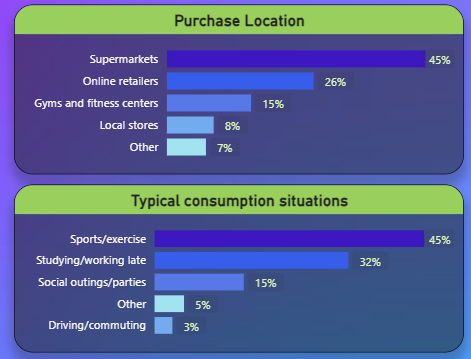 Purchase Location
Supermarkets 45%
Online retailers 26%
Gyms and fitness centers 15%
Local stores 8%
Other 7%
Typical consumption situations
Sports/exercise 45%
Studying/working late 32%
Social outings/parties 15%
Other 5%
Driving/commuting 3%